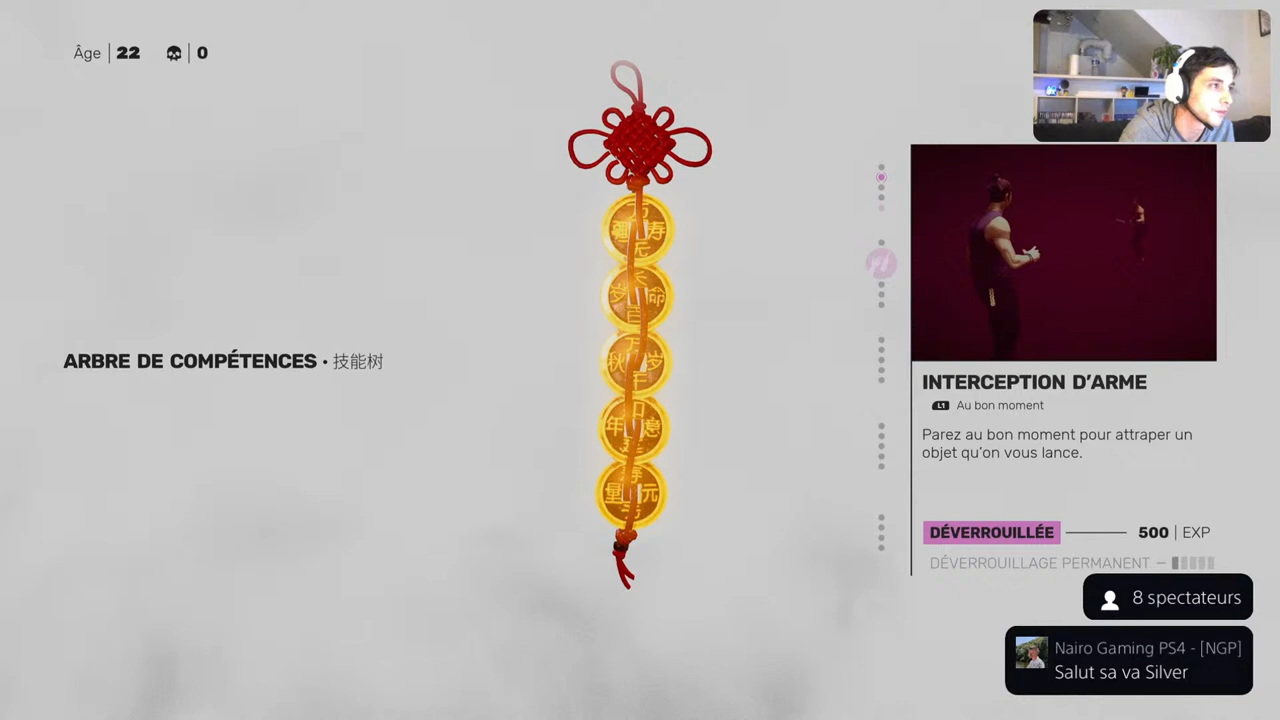 Âge 22 0
ARBRE DE COMPÉTENCES • 技能树
INTERCEPTION D'ARME
L1 Au bon moment
Parez au bon moment pour attraper un
objet qu'on vous lance.
DÉVERROUILLÉE 500 | EXP
DÉVERROUILLAGE PERMANENT —
8 spectateurs
Nairo Gaming PS4 - [NGP]
Salut sa va Silver